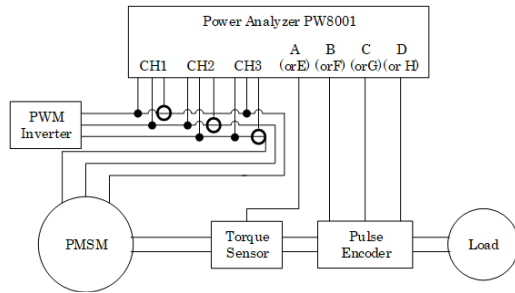 Power Analyzer PW8001
A B C D
CH1 CH2 CH3 (orE) (orF) (orG) (or H)
PWM
Inverter
PMSM
Torque
Sensor
Pulse
Encoder
Load